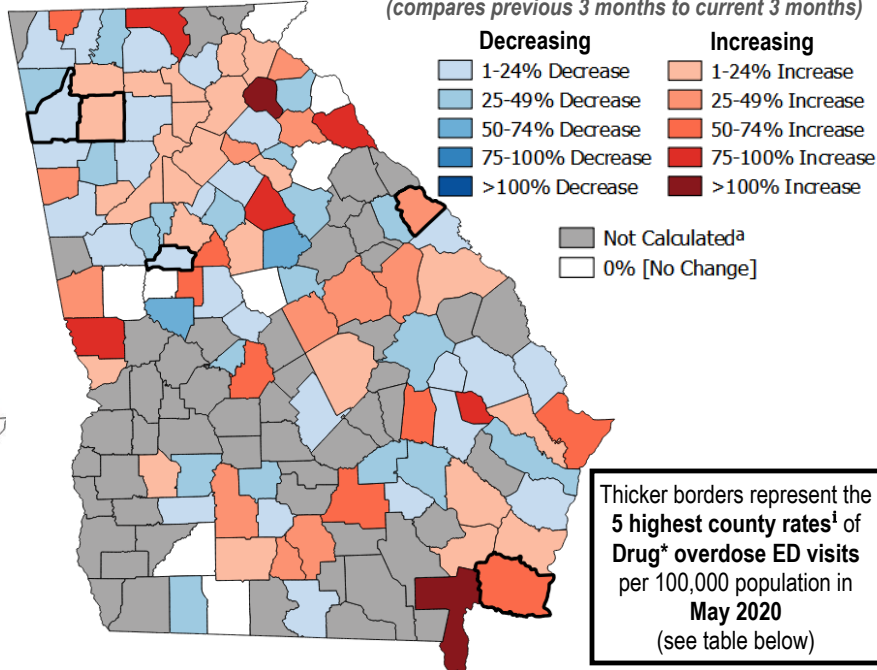 (compares previous 3 months to current 3 months)
Decreasing
1-24% Decrease
25-49% Decrease
50-74% Decrease
75-100% Decrease
>100% Decrease
Increasing
1-24% Increase
25-49% Increase
50-74% Increase
75-100% Increase
>100% Increase
Not Calculatedª
0% [No Change]
Thicker borders represent the
5 highest county ratesⁱ of
Drug* overdose ED visits
per 100,000 population in
May 2020
(see table below)